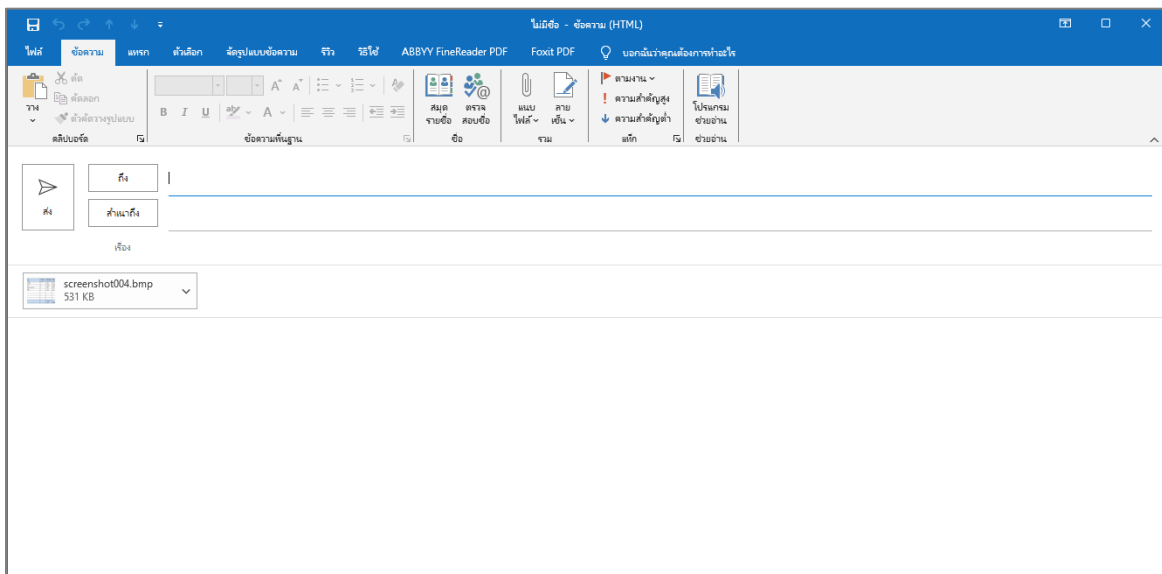 ไม่มีชื่อ - ข้อความ (HTML)
ไฟล์ ข้อความ แทรก ตัวเลือก จัดรูปแบบข้อความ รีวิว วิธีใช้ ABBYY FineReader PDF Foxit PDF บอกฉันว่าคุณต้องการทำอะไร
วาง
ตัด
คัดลอก
ตัวคัดวางรูปแบบ
คลิปบอร์ด
B I U
ข้อความพื้นฐาน
สมุด
รายชื่อ
ตรวจ
สอบชื่อ
ชื่อ
แนบ
ไฟล์
ลาย
เซ็น
รวม
ตามงาน
ความสำคัญสูง
ความสำคัญต่ำ
แท็ก
โปรแกรม
ช่วยอ่าน
ช่วยอ่าน
ส่ง
ถึง
สำเนาถึง
เรื่อง
screenshot004.bmp
531 KB